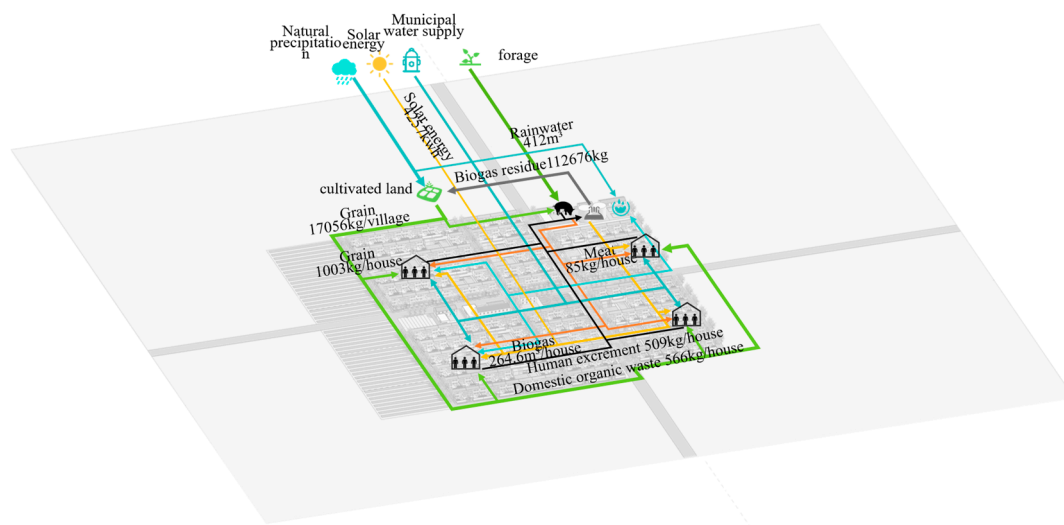 Natural
precipitatio
n
Solar
energy
Municipal
water supply
forage
Solar energy
4257kwh
Rainwater
412m³
Biogas residue112676kg
cultivated land
Grain
17056kg/village
Grain
1003kg/house
Meat
85kg/house
Biogas
264.6m³/house
Human excrement 509kg/house
Domestic organic waste 566kg/house